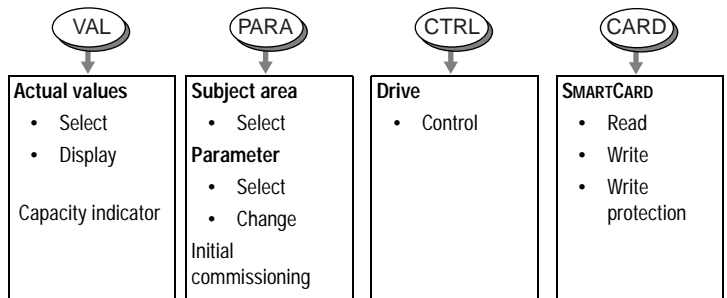 VAL
Actual values
• Select
• Display
Capacity indicator
PARA
Subject area
• Select
Parameter
• Select
• Change
Initial
commissioning
CTRL
Drive
• Control
CARD
SMARTCARD
• Read
• Write
• Write
protection